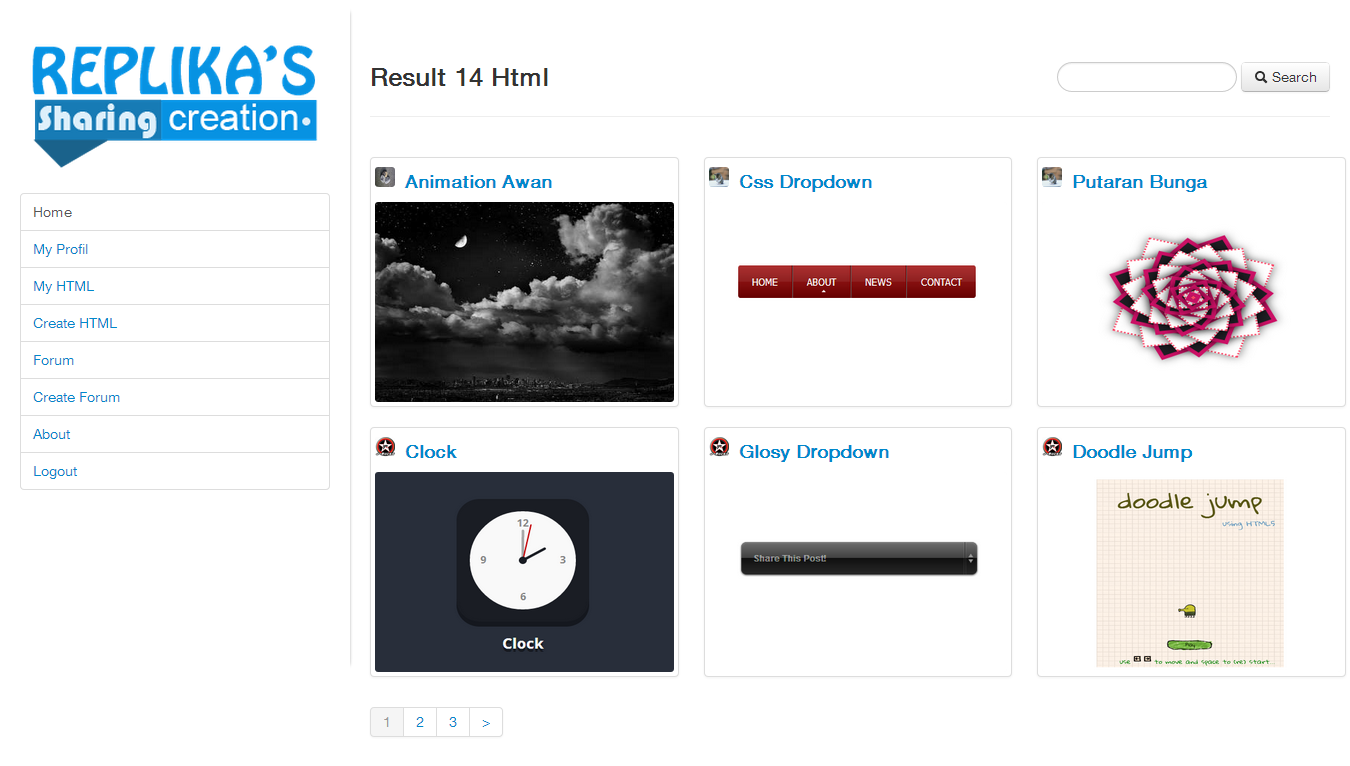 REPLIKA'S
Sharing creation.
Home
My Profil
My HTML
Create HTML
Forum
Create Forum
About
Logout
Result 14 Html
Search
Animation Awan
Css Dropdown
HOME ABOUT NEWS CONTACT
Putaran Bunga
Clock
12
9 3
6
Clock
Glosy Dropdown
Share This Post!
Doodle Jump
doodle jump
using HTML5
Play
use to move and space to (re) start...
1 2 3 >